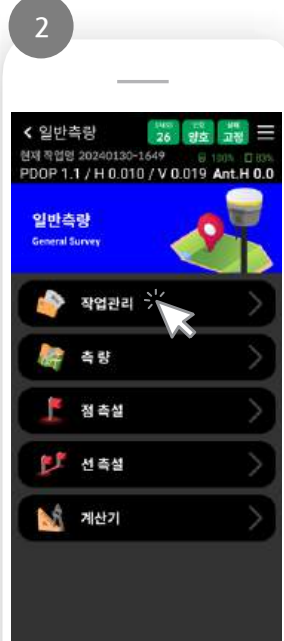 2
일반측량
26
양호
고정
현재 작업명 20240130-1649 100% 83%
PDOP 1.1 / H 0.010 / V 0.019 Ant.H 0.0
일반측량
General Survey
작업관리
측량
점 측설
선 측설
계산기